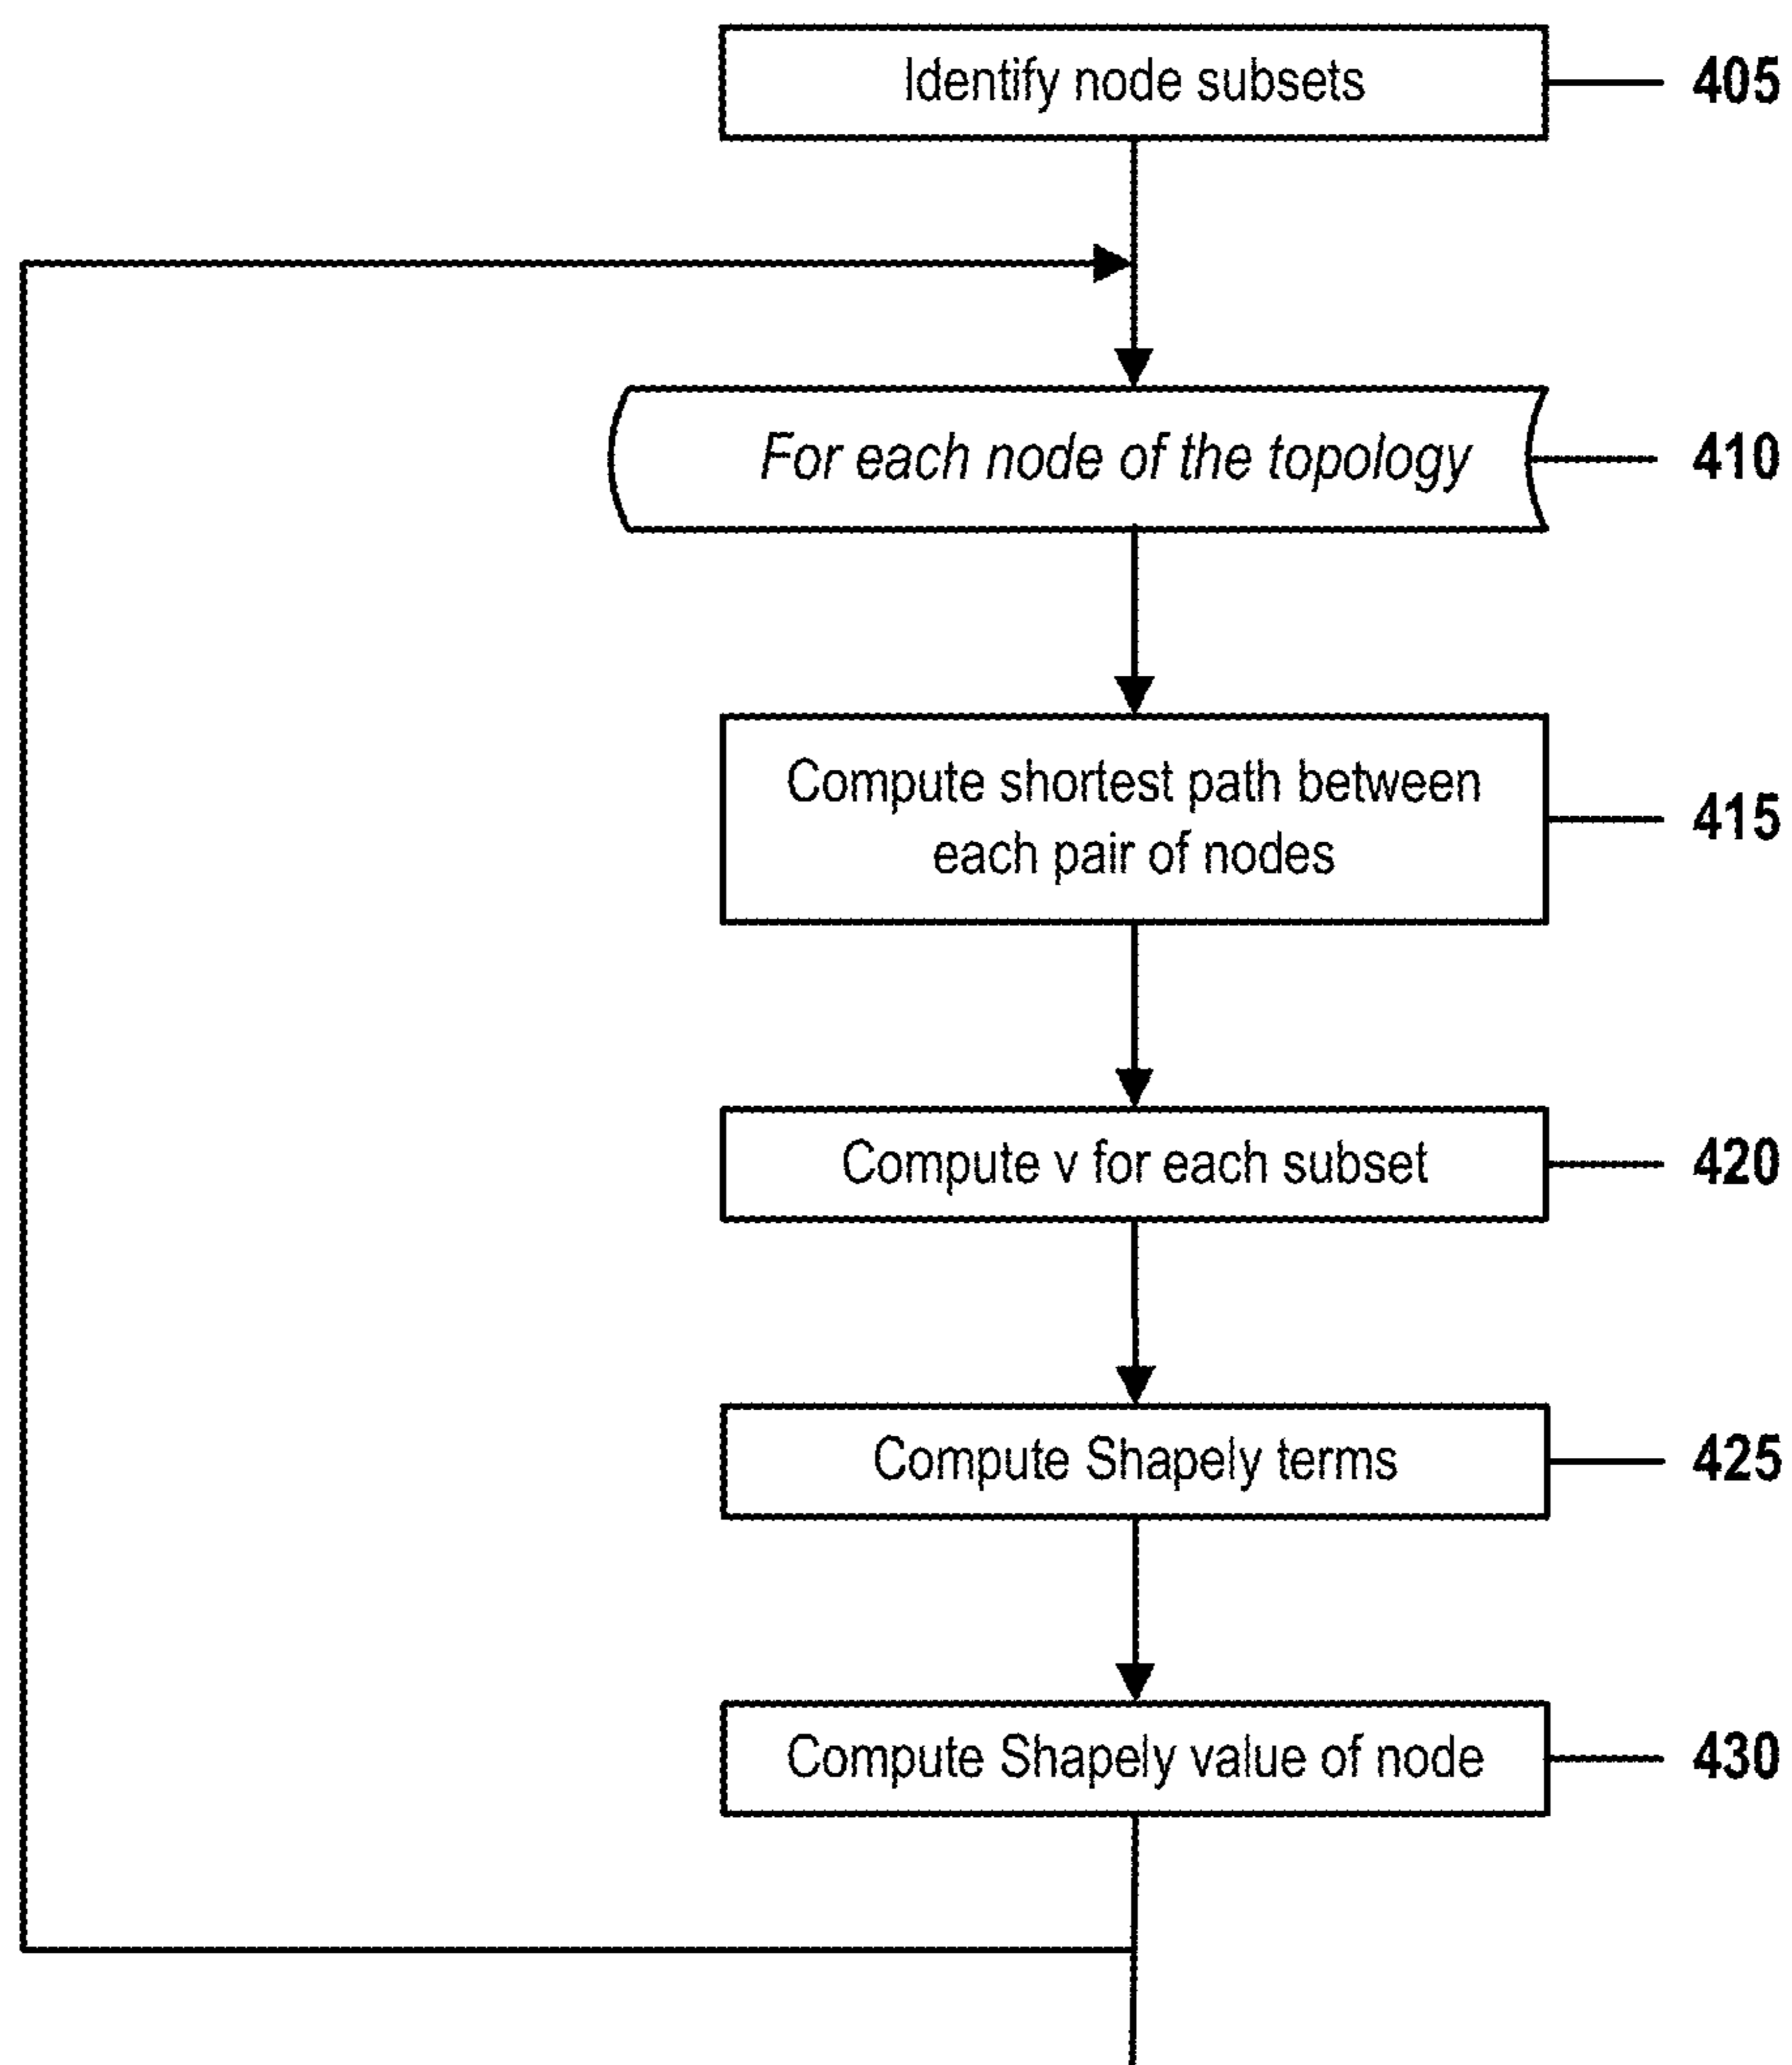 Identify node subsets
405
For each node of the topology
410
Compute shortest path between
each pair of nodes
415
Compute v for each subset
420
Compute Shapely terms
425
Compute Shapely value of node
430